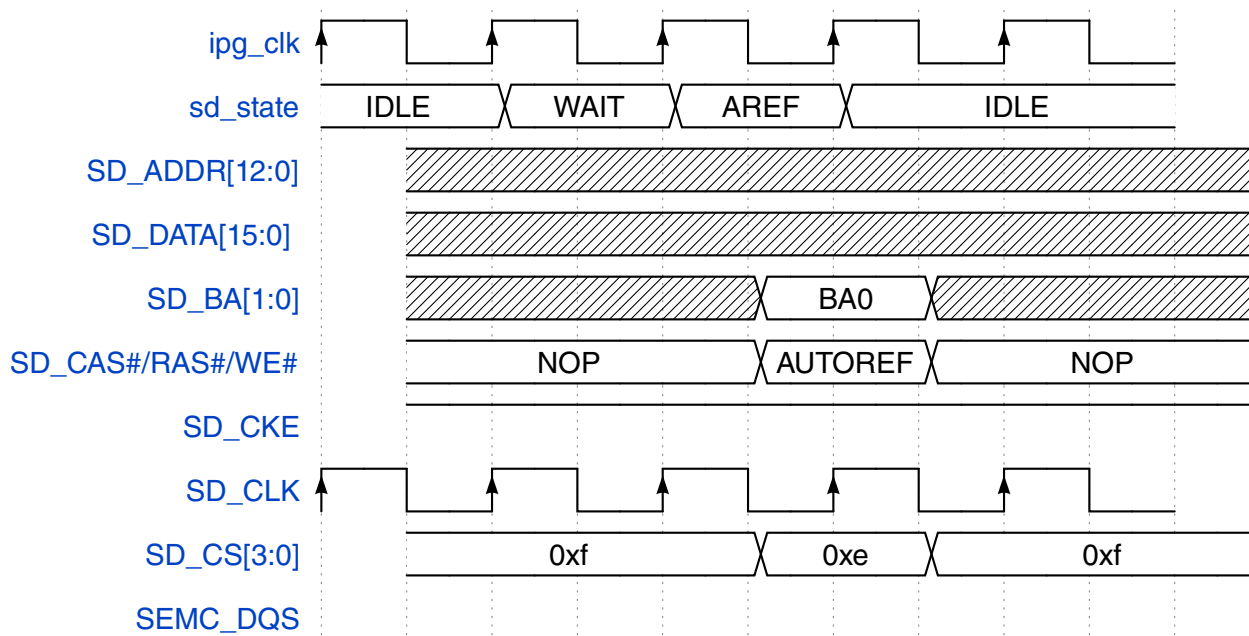 ipg_clk
sd_state IDLE WAIT AREF IDLE
SD_ADDR[12:0]
SD_DATA[15:0]
SD_BA[1:0] BA0
SD_CAS#/RAS#/WE# NOP AUTOREF NOP
SD_CKE
SD_CLK
SD_CS[3:0] 0xf 0xe 0xf
SEMC_DQS